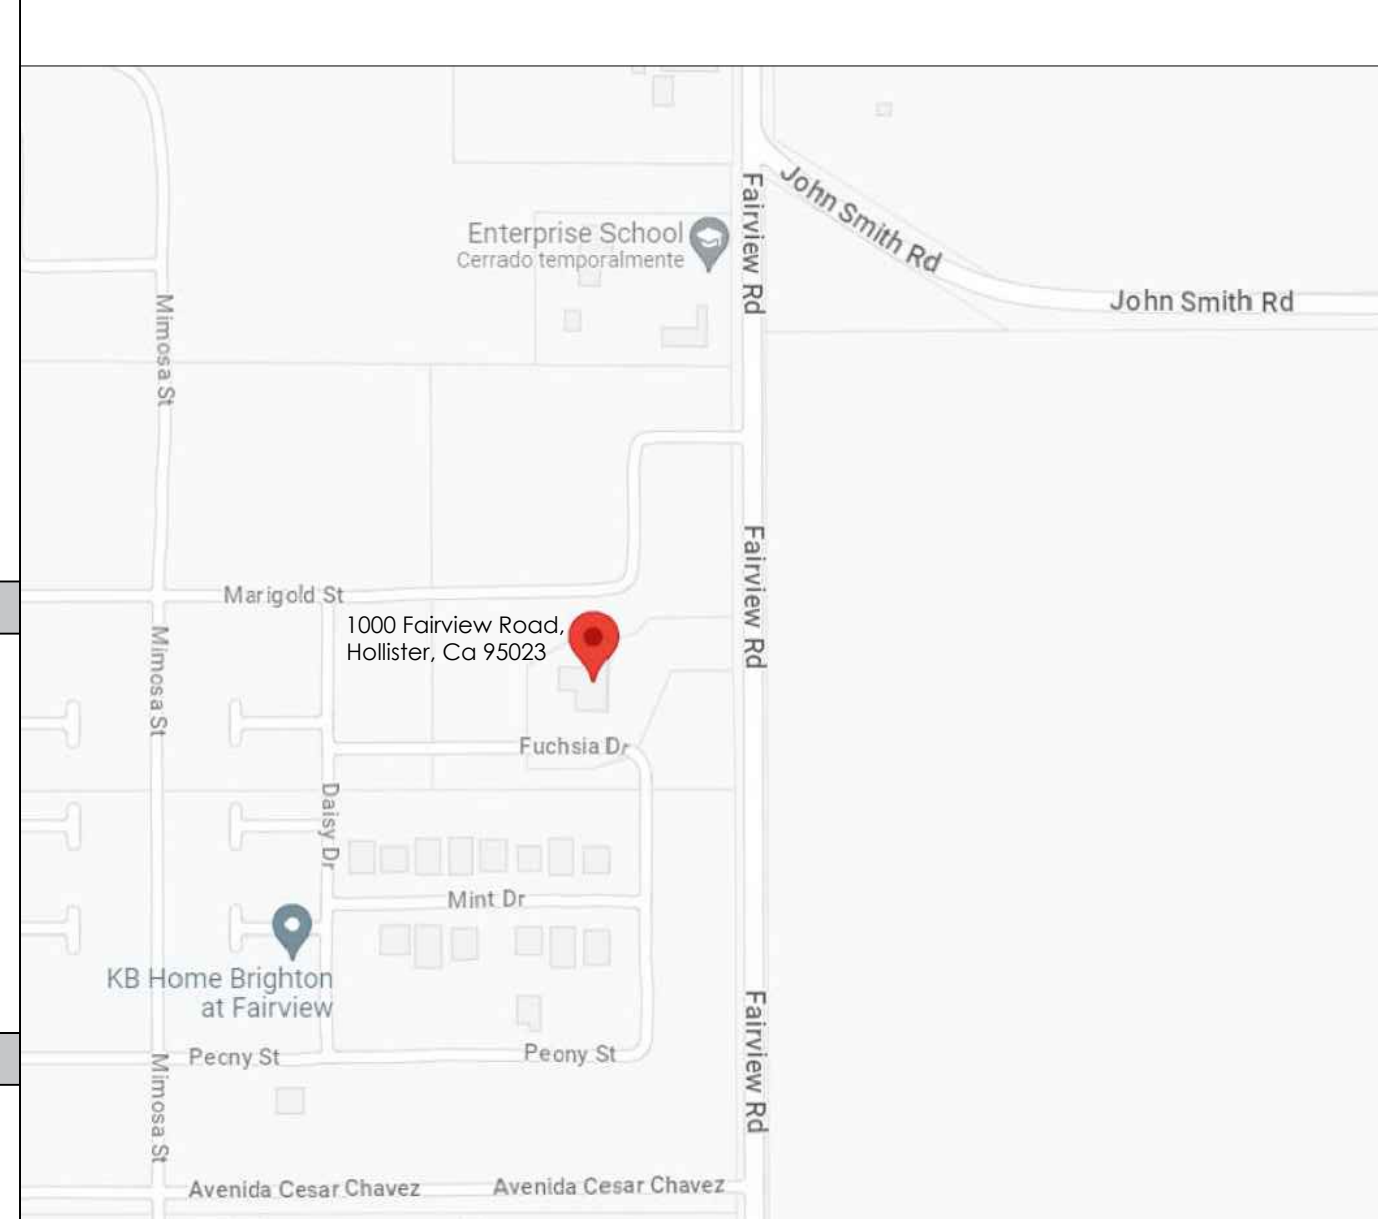 Enterprise School
Cerrado temporalmente
Fairview Rd
John Smith Rd
John Smith Rd
Mimosa St
Marigold St
1000 Fairview Road,
Hollister, Ca 95023
Fairview Rd
Mimosa St
Fuchsia Dr
Daisy Dr
Mint Dr
KB Home Brighton
at Fairview
Fairview Rd
Pecny St
Peony St
Mimosa St
Avenida Cesar Chavez
Avenida Cesar Chavez